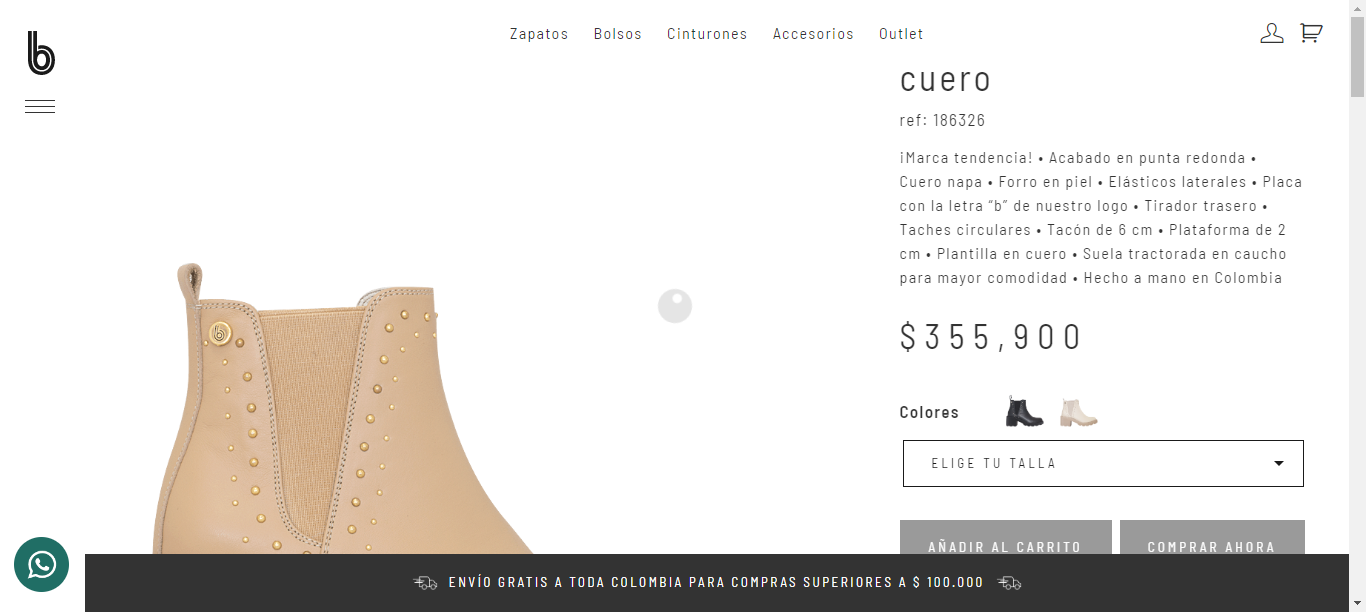 b
Zapatos Bolsos Cinturones Accesorios Outlet
cuero
ref: 186326
¡Marca tendencia! • Acabado en punta redonda •
Cuero napa • Forro en piel • Elásticos laterales • Placa
con la letra “b” de nuestro logo • Tirador trasero •
Taches circulares • Tacón de 6 cm • Plataforma de 2
cm • Plantilla en cuero • Suela tractorada en caucho
para mayor comodidad • Hecho a mano en Colombia
$355,900
Colores
ELIGE TU TALLA
AÑADIR AL CARRITO COMPRAR AHORA
b
ENVÍO GRATIS A TODA COLOMBIA PARA COMPRAS SUPERIORES A $ 100.000